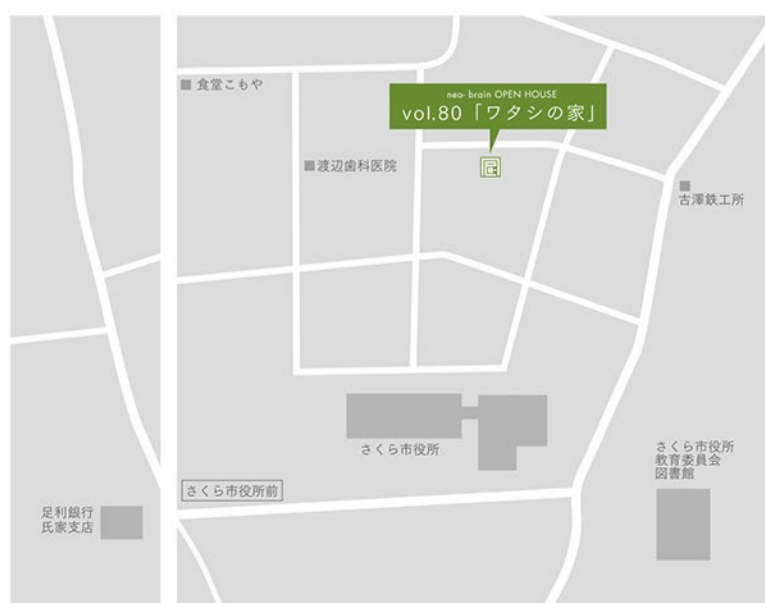 neo- brain OPEN HOUSE
vol.80「ワタシの家」
■ 食堂こもや
■渡辺歯科医院
古澤鉄工所
さくら市役所
さくら市役所
教育委員会
図書館
さくら市役所前
足利銀行
氏家支店